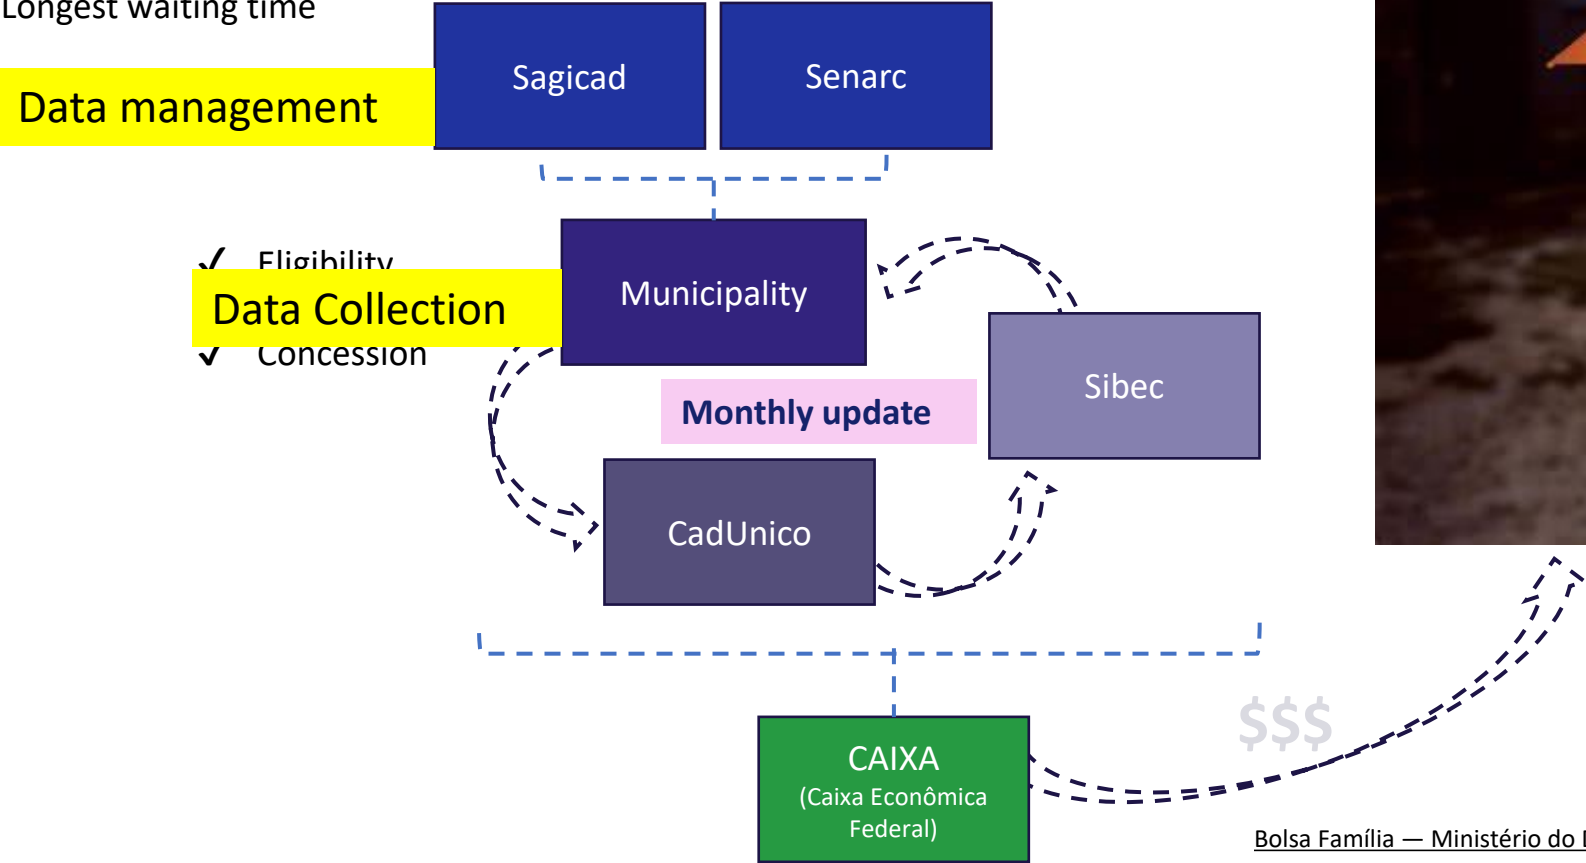 Longest waiting time
Sagicad
Senarc
Data management
✓ Eligibility
Data Collection
✓ Concession
Municipality
Sibec
Monthly update
CadUnico
$$$
CAIXA
(Caixa Econômica
Federal)
Bolsa Família — Ministério do